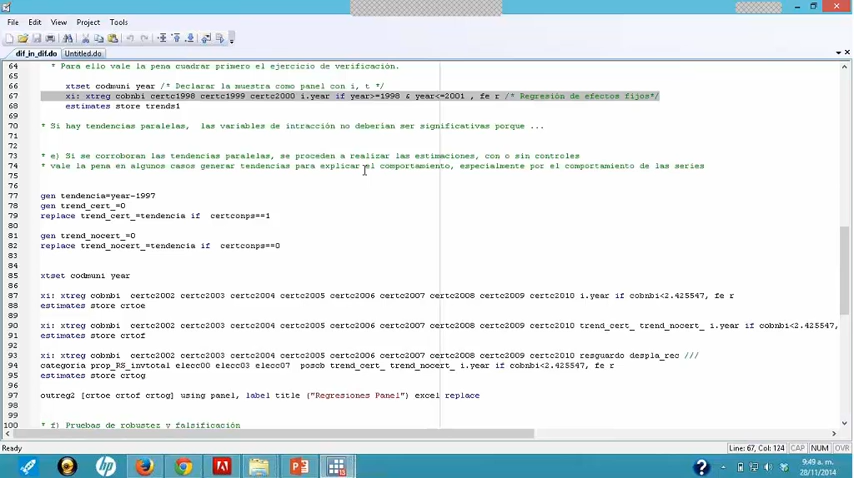 File Edit View Project Tools
dif_in_dif.do Untitled.do
64 * Para ello vale la pena cuadrar primero el ejercicio de verificación.
65
66 xtset codmuni year /* Declarar la muestra como panel con i, t */
67 xi: xtreg cobnbi certc1998 certc1999 certc2000 i.year if year>=1998 & year<=2001 , fe r /* Regresión de efectos fijos*/
68 estimates store trends1
70 * Si hay tendencias paralelas, las variables de intracción no deberían ser significativas porque ...
71
72
73 * e) Si se corroboran las tendencias paralelas, se proceden a realizar las estimaciones, con o sin controles
74 * vale la pena en algunos casos generar tendencias para explicar el comportamiento, especialmente por el comportamiento de las series
75
76
77 gen tendencia=year-1997
78 gen trend_cert_=0
79 replace trend_cert_=tendencia if certconps==1
80
81 gen trend_nocert_=0
82 replace trend_nocert_=tendencia if certconps==0
83
84
85 xtset codmuni year
86
87 xi: xtreg cobnbi certc2002 certc2003 certc2004 certc2005 certc2006 certc2007 certc2008 certc2009 certc2010 i.year if cobnbi<2.425547, fe r
88 estimates store crtoe
89
90 xi: xtreg cobnbi certc2002 certc2003 certc2004 certc2005 certc2006 certc2007 certc2008 certc2009 certc2010 trend_cert_ trend_nocert_ i.year if cobnbi<2.425547,
91 estimates store crtof
92
93 xi: xtreg cobnbi certc2002 certc2003 certc2004 certc2005 certc2006 certc2007 certc2008 certc2009 certc2010 resguardo despla_rec ///
94 categoria prop_RS_invtotal elecc00 elecc03 elecc07 poscb trend_cert_ trend_nocert_ i.year if cobnbi<2.425547, fe r
95 estimates store crtog
96
97 outreg2 [crtoe crtof crtog] using panel, label title ("Regresiones Panel") excel replace
98
99
100 * f) Pruebas de robustez y falsificación
Ready Line: 67, Col: 124 CAP NUM OVR
9:49 a. m.
28/11/2014